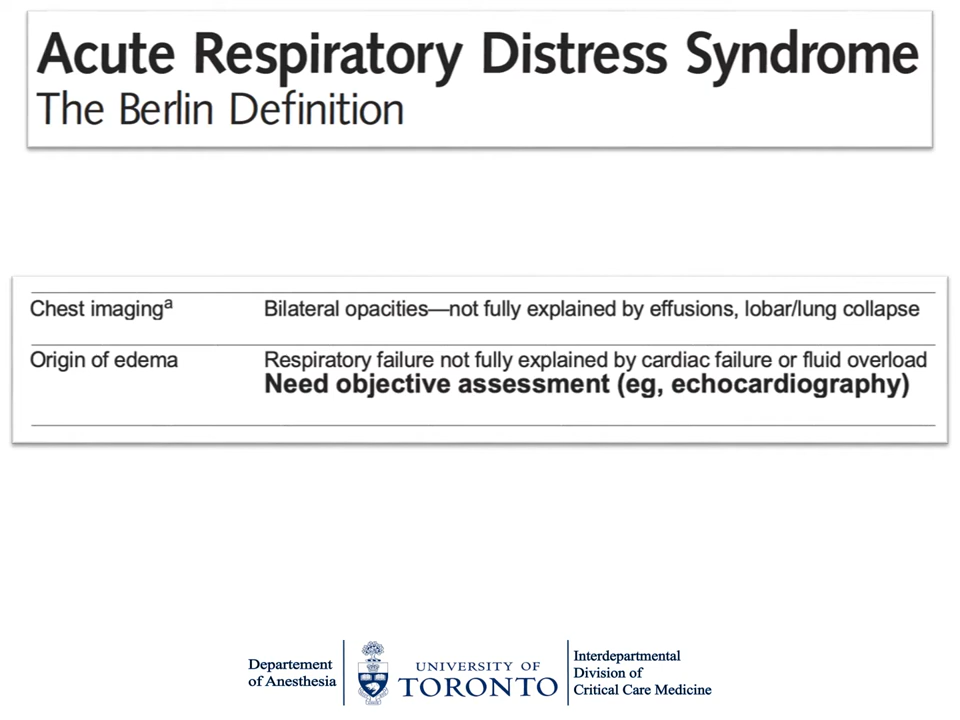 Acute Respiratory Distress Syndrome
The Berlin Definition
Chest imagingᵃ Bilateral opacities—not fully explained by effusions, lobar/lung collapse
Origin of edema Respiratory failure not fully explained by cardiac failure or fluid overload
Need objective assessment (eg, echocardiography)
Departement
of Anesthesia
UNIVERSITY OF
TORONTO
Interdepartmental
Division of
Critical Care Medicine